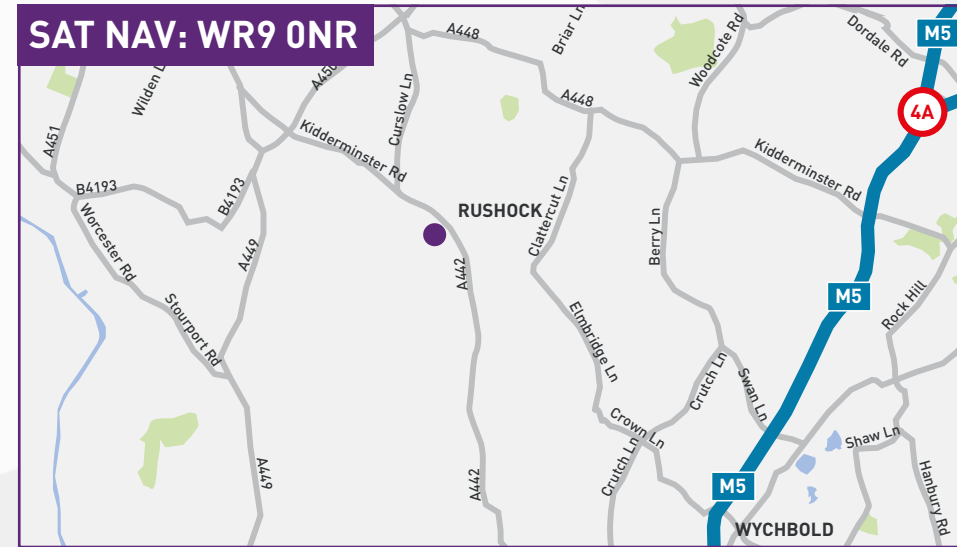 SAT NAV: WR9 0NR
A448
Briar Ln
Woodcote Rd
Dordale Rd
M5
4A
Wilden L
A450
Curslow Ln
A448
A451
Kidderminster Rd
Kidderminster Rd
B4193
B4193
Worcester Rd
A449
RUSHOCK
Clattercut Ln
Berry Ln
A442
M5
Rock Hill
Stourport Rd
Elmbridge Ln
Crutch Ln
Swan Ln
Crown Ln
Shaw Ln
A449
A442
Crutch Ln
M5
Hanbury Rd
WYCHBOLD